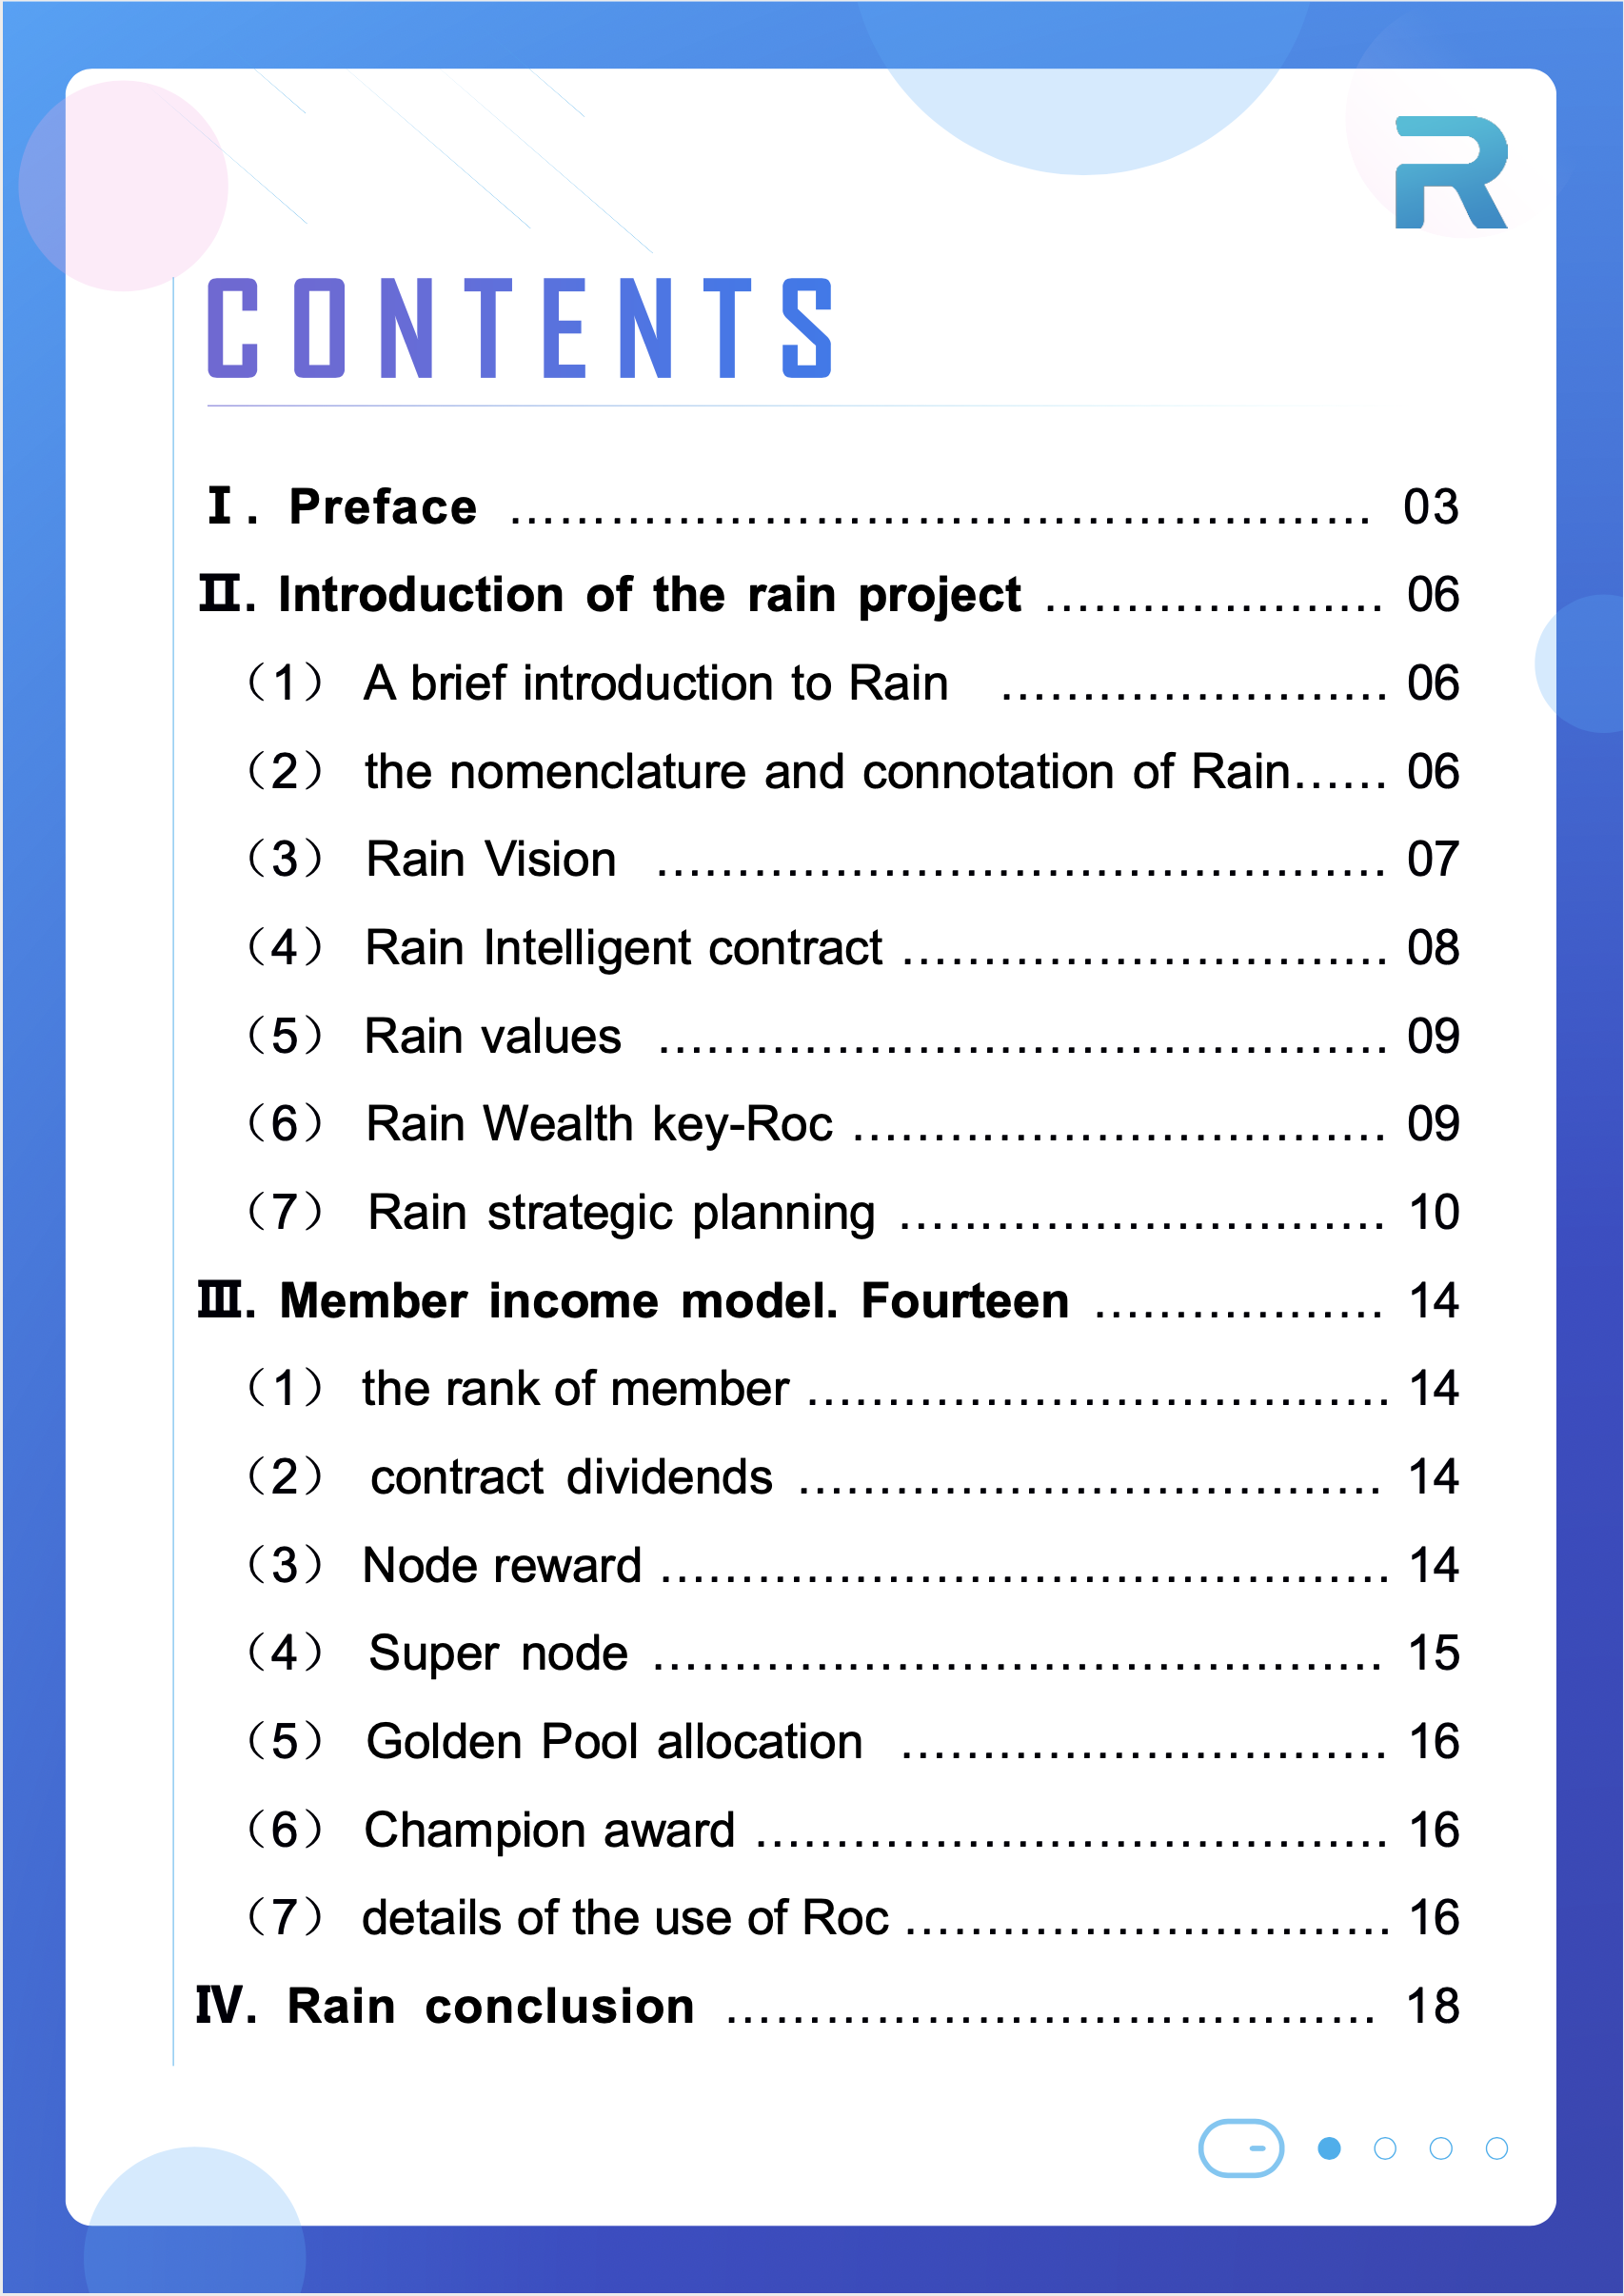 R
CONTENTS
Ⅰ. Preface .................................................. 03
Ⅱ. Introduction of the rain project .................... 06
（1） A brief introduction to Rain ....................... 06
（2） the nomenclature and connotation of Rain...... 06
（3） Rain Vision ........................................... 07
（4） Rain Intelligent contract ............................. 08
（5） Rain values ........................................... 09
（6） Rain Wealth key-Roc ................................ 09
（7） Rain strategic planning ............................. 10
Ⅲ. Member income model. Fourteen ................. 14
（1） the rank of member ................................... 14
（2） contract dividends ................................... 14
（3） Node reward ........................................... 14
（4） Super node ........................................... 15
（5） Golden Pool allocation ............................. 16
（6） Champion award ...................................... 16
（7） details of the use of Roc ............................. 16
Ⅳ. Rain conclusion ...................................... 18